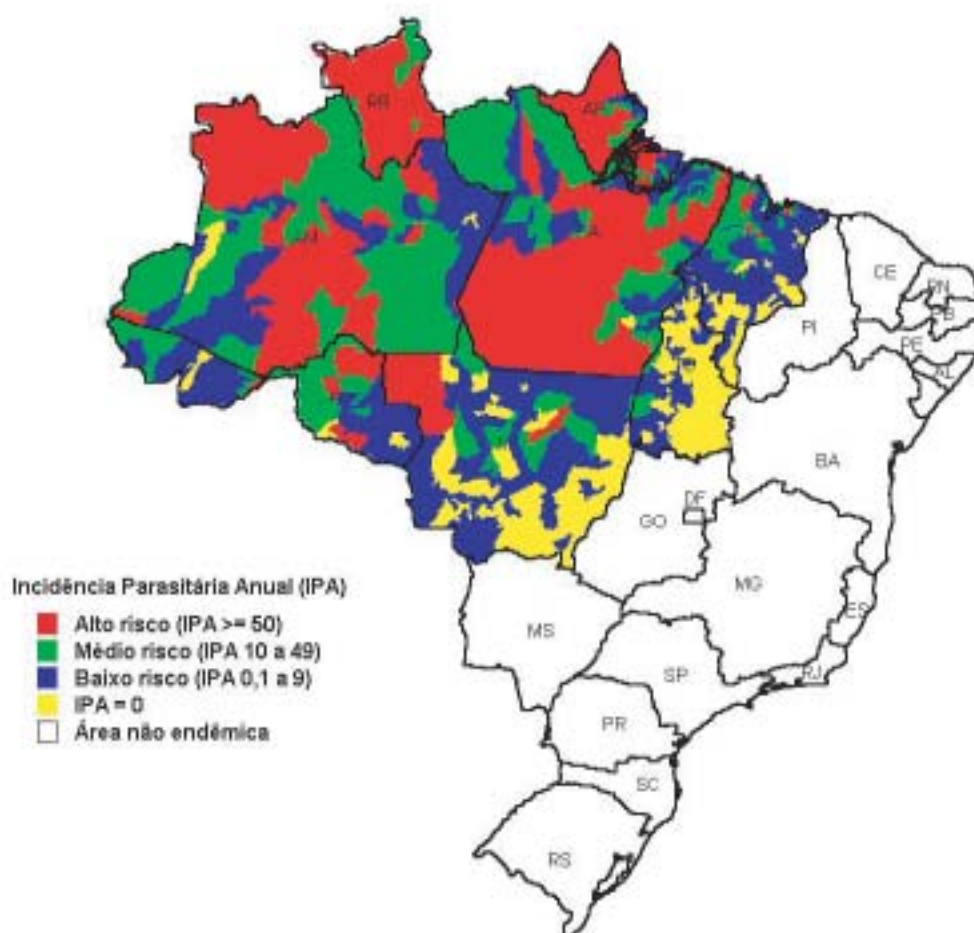 RR
AP
CE
RN
PB
PI
PE
AL
BA
DF
GO
MG
ES
MS
SP
RJ
PR
SC
RS
Incidência Parasitária Anual (IPA)
Alto risco (IPA >= 50)
Médio risco (IPA 10 a 49)
Baixo risco (IPA 0,1 a 9)
IPA = 0
Área não endêmica